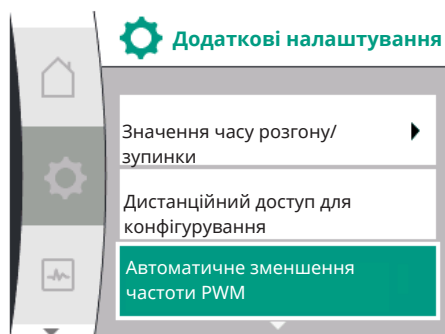 Додаткові налаштування
Значення часу розгону/
зупинки
Дистанційний доступ для
конфігурування
Автоматичне зменшення
частоти PWM